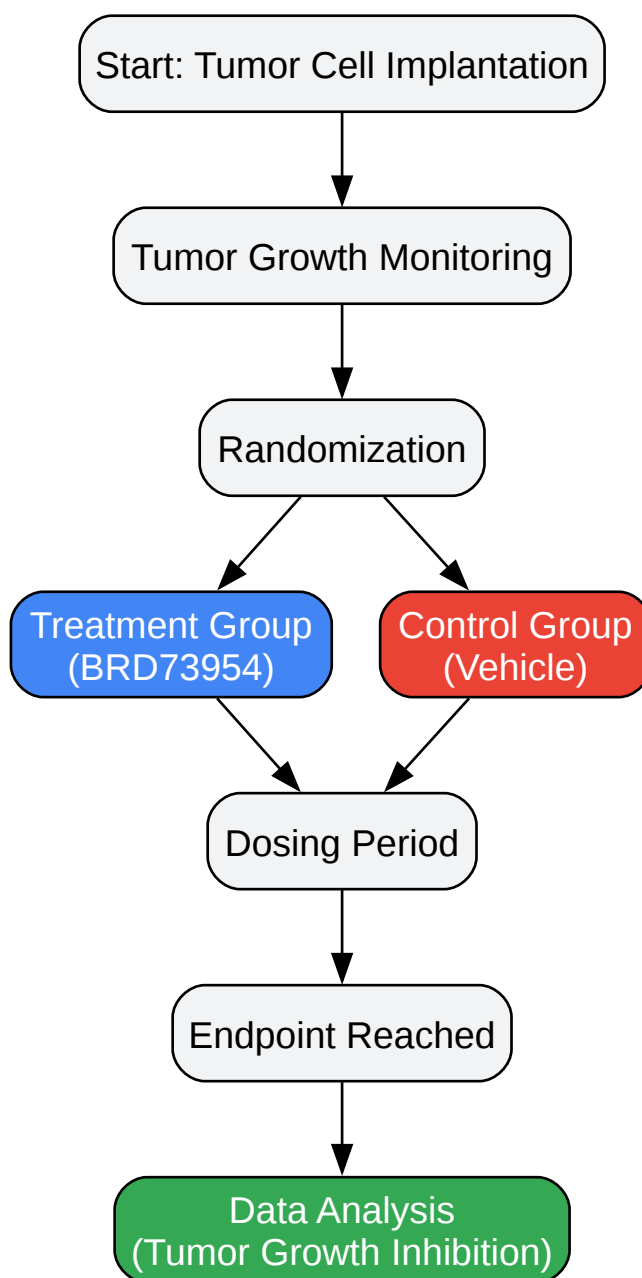 Start: Tumor Cell Implantation
Tumor Growth Monitoring
Randomization
Treatment Group
(BRD73954)
Control Group
(Vehicle)
Dosing Period
Endpoint Reached
Data Analysis
(Tumor Growth Inhibition)